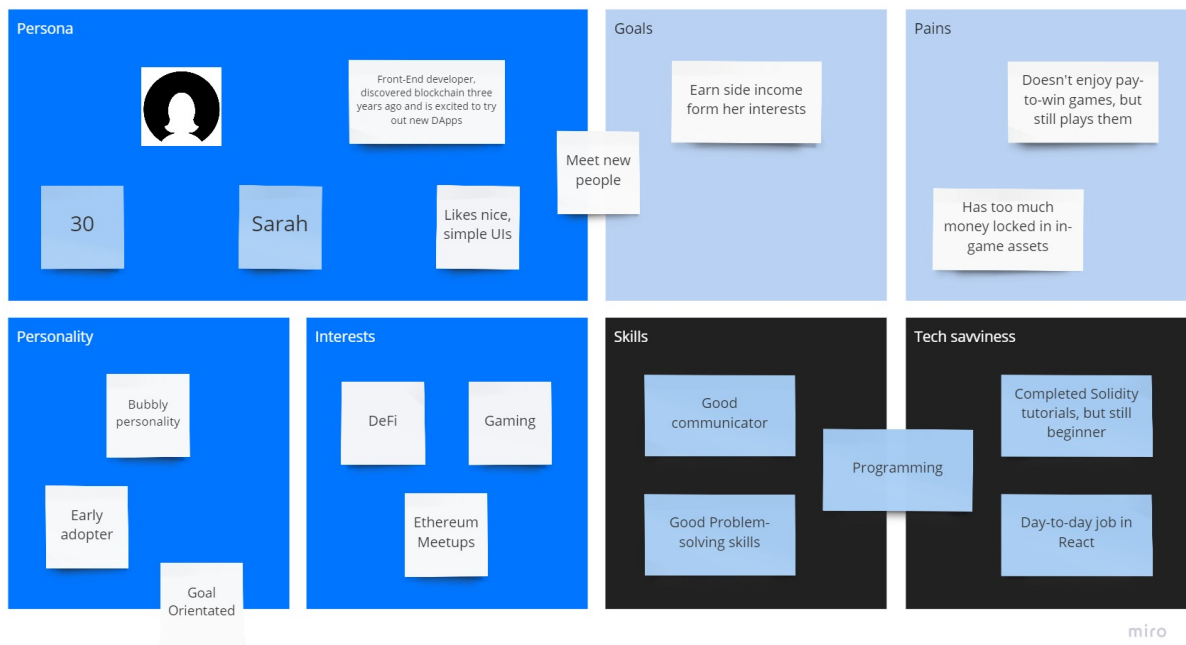 Persona
Front-End developer,
discovered blockchain three
years ago and is excited to try
out new DApps
30
Sarah
Likes nice,
simple UIs
Meet new
people
Goals
Earn side income
form her interests
Pains
Doesn't enjoy pay-
to-win games, but
still plays them
Has too much
money locked in in-
game assets
Personality
Bubbly
personality
Early
adopter
Goal
Orientated
Interests
DeFi
Gaming
Ethereum
Meetups
Skills
Good
communicator
Programming
Good Problem-
solving skills
Tech savviness
Completed Solidity
tutorials, but still
beginner
Day-to-day job in
React
miro